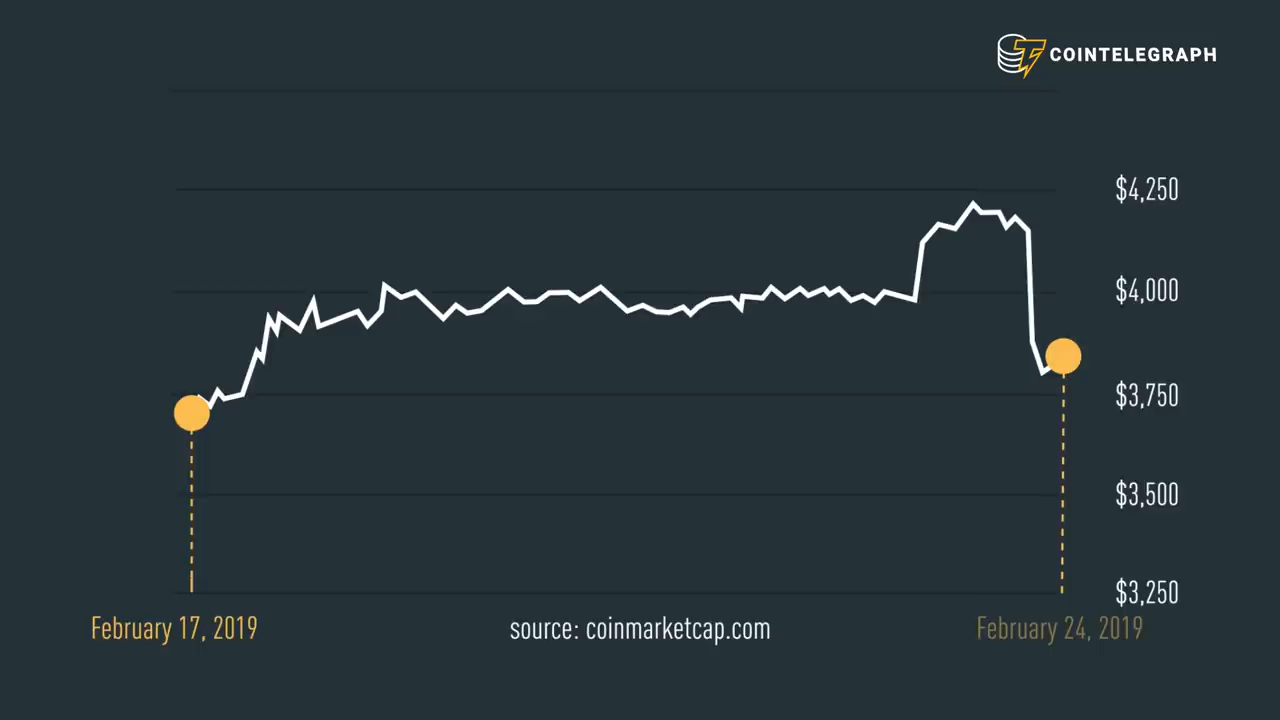 COINTELEGRAPH
$4,250
$4,000
$3,750
$3,500
$3,250
February 17, 2019
source: coinmarketcap.com
February 24, 2019